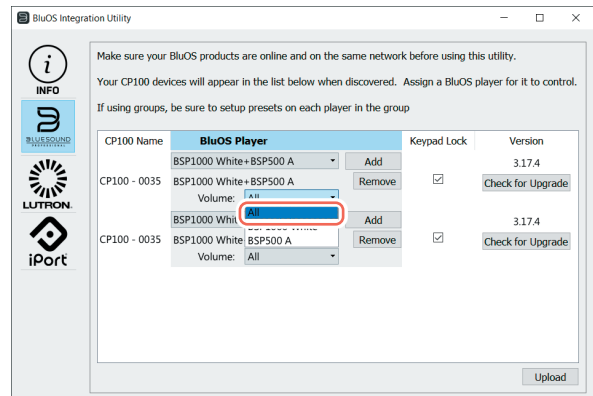 BluOS Integration Utility
INFO
BLUESOUND
PROFESSIONAL
LUTRON.
iPort
Make sure your BluOS products are online and on the same network before using this utility.
Your CP100 devices will appear in the list below when discovered. Assign a BluOS player for it to control.
If using groups, be sure to setup presets on each player in the group
CP100 Name BluOS Player Keypad Lock Version
BSP1000 White+BSP500 A Add 3.17.4
CP100 - 0035 BSP1000 White+BSP500 A Remove Check for Upgrade
Volume: All
All
BSP1000 Whit Add 3.17.4
BSP1000 White
CP100 - 0035 BSP1000 White BSP500 A Remove Check for Upgrade
Volume: All
Upload